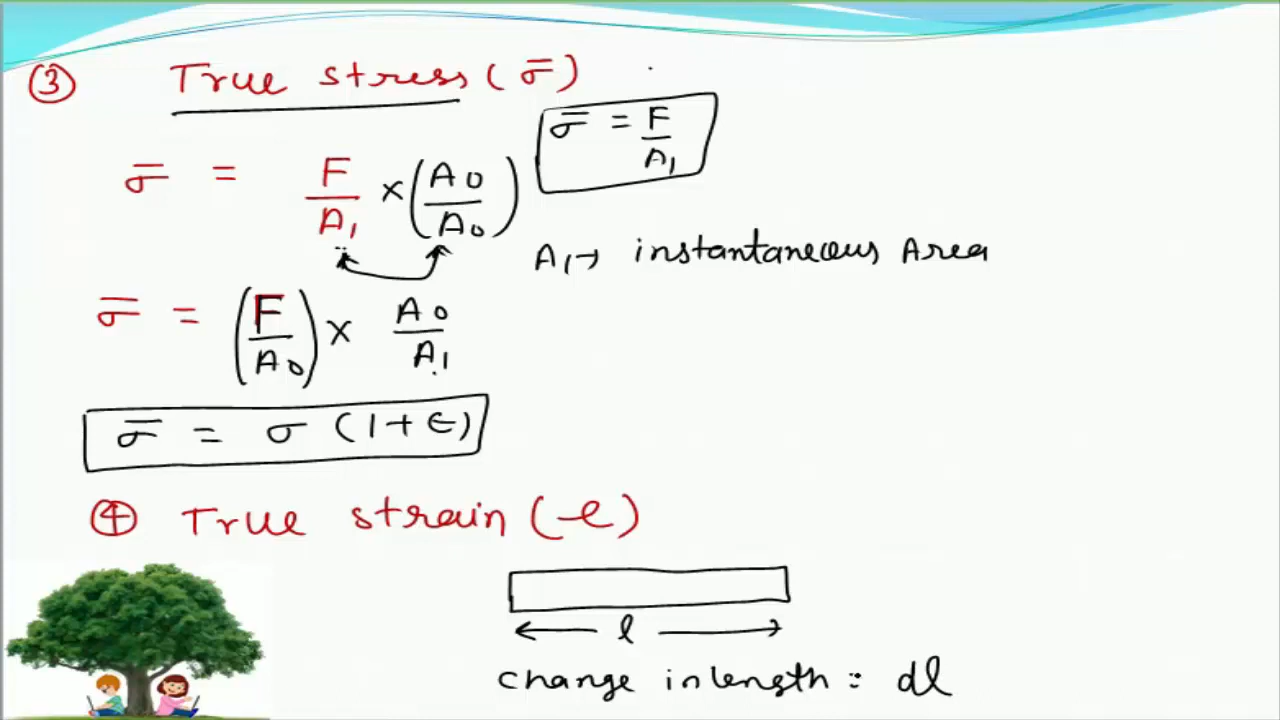 ③ True stress (σ̄)
σ̄ = F/A₁
σ̄ = F/A₁ × (A₀/A₀)
A₁ → instantaneous Area
σ̄ = (F/A₀) × A₀/A₁
σ̄ = σ (1+ϵ)
④ True strain (-e)
l
change in length = dl